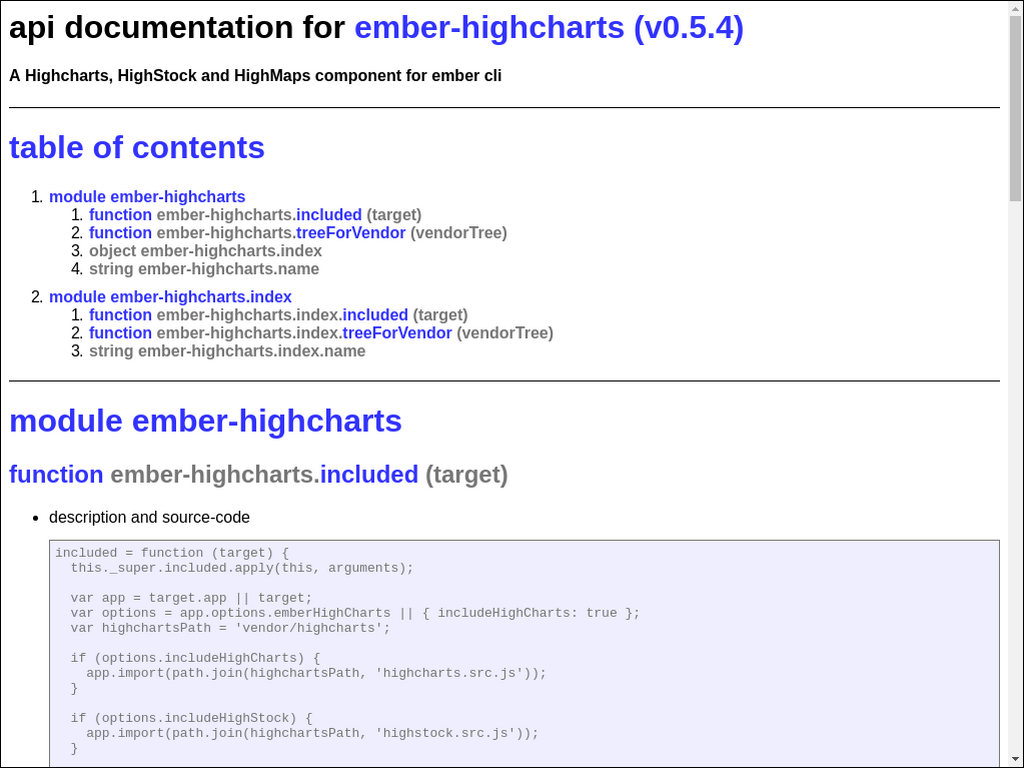 api documentation for ember-highcharts (v0.5.4)
A Highcharts, HighStock and HighMaps component for ember cli
table of contents
1. module ember-highcharts
1. function ember-highcharts.included (target)
2. function ember-highcharts.treeForVendor (vendorTree)
3. object ember-highcharts.index
4. string ember-highcharts.name
2. module ember-highcharts.index
1. function ember-highcharts.index.included (target)
2. function ember-highcharts.index.treeForVendor (vendorTree)
3. string ember-highcharts.index.name
module ember-highcharts
function ember-highcharts.included (target)
• description and source-code
included = function (target) {
  this._super.included.apply(this, arguments);
  var app = target.app || target;
  var options = app.options.emberHighCharts || { includeHighCharts: true };
  var highchartsPath = 'vendor/highcharts';
  if (options.includeHighCharts) {
    app.import(path.join(highchartsPath, 'highcharts.src.js'));
  }
  if (options.includeHighStock) {
    app.import(path.join(highchartsPath, 'highstock.src.js'));
  }